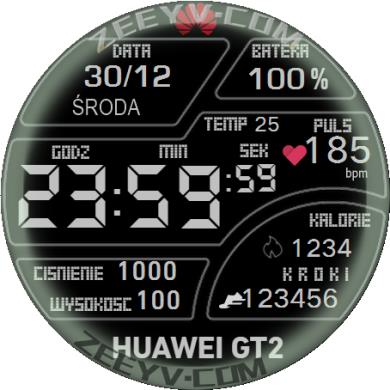 ZEEYV-COM
DATA
30/12
ŚRODA
BATERA
100%
TEMP 25
PULS
185
bpm
GODZ MIN SEK
23:59:59
KALORIE
1234
KROKI
123456
CISNIENIE 1000
WYSOKOSC 100
HUAWEI GT2
ZEEYV-COM